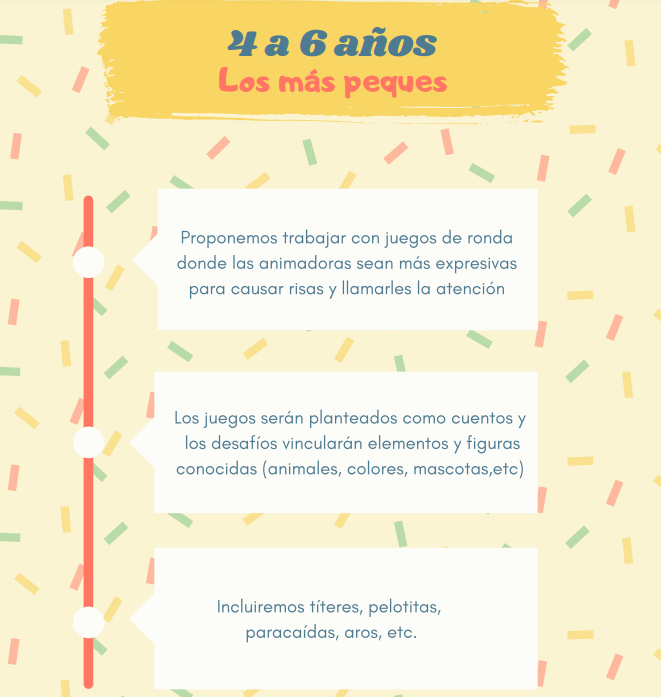 4 a 6 años
Los más peques
Proponemos trabajar con juegos de ronda
donde las animadoras sean más expresivas
para causar risas y llamarles la atención
Los juegos serán planteados como cuentos y
los desafíos vincularán elementos y figuras
conocidas (animales, colores, mascotas,etc)
Incluiremos títeres, pelotitas,
paracaídas, aros, etc.